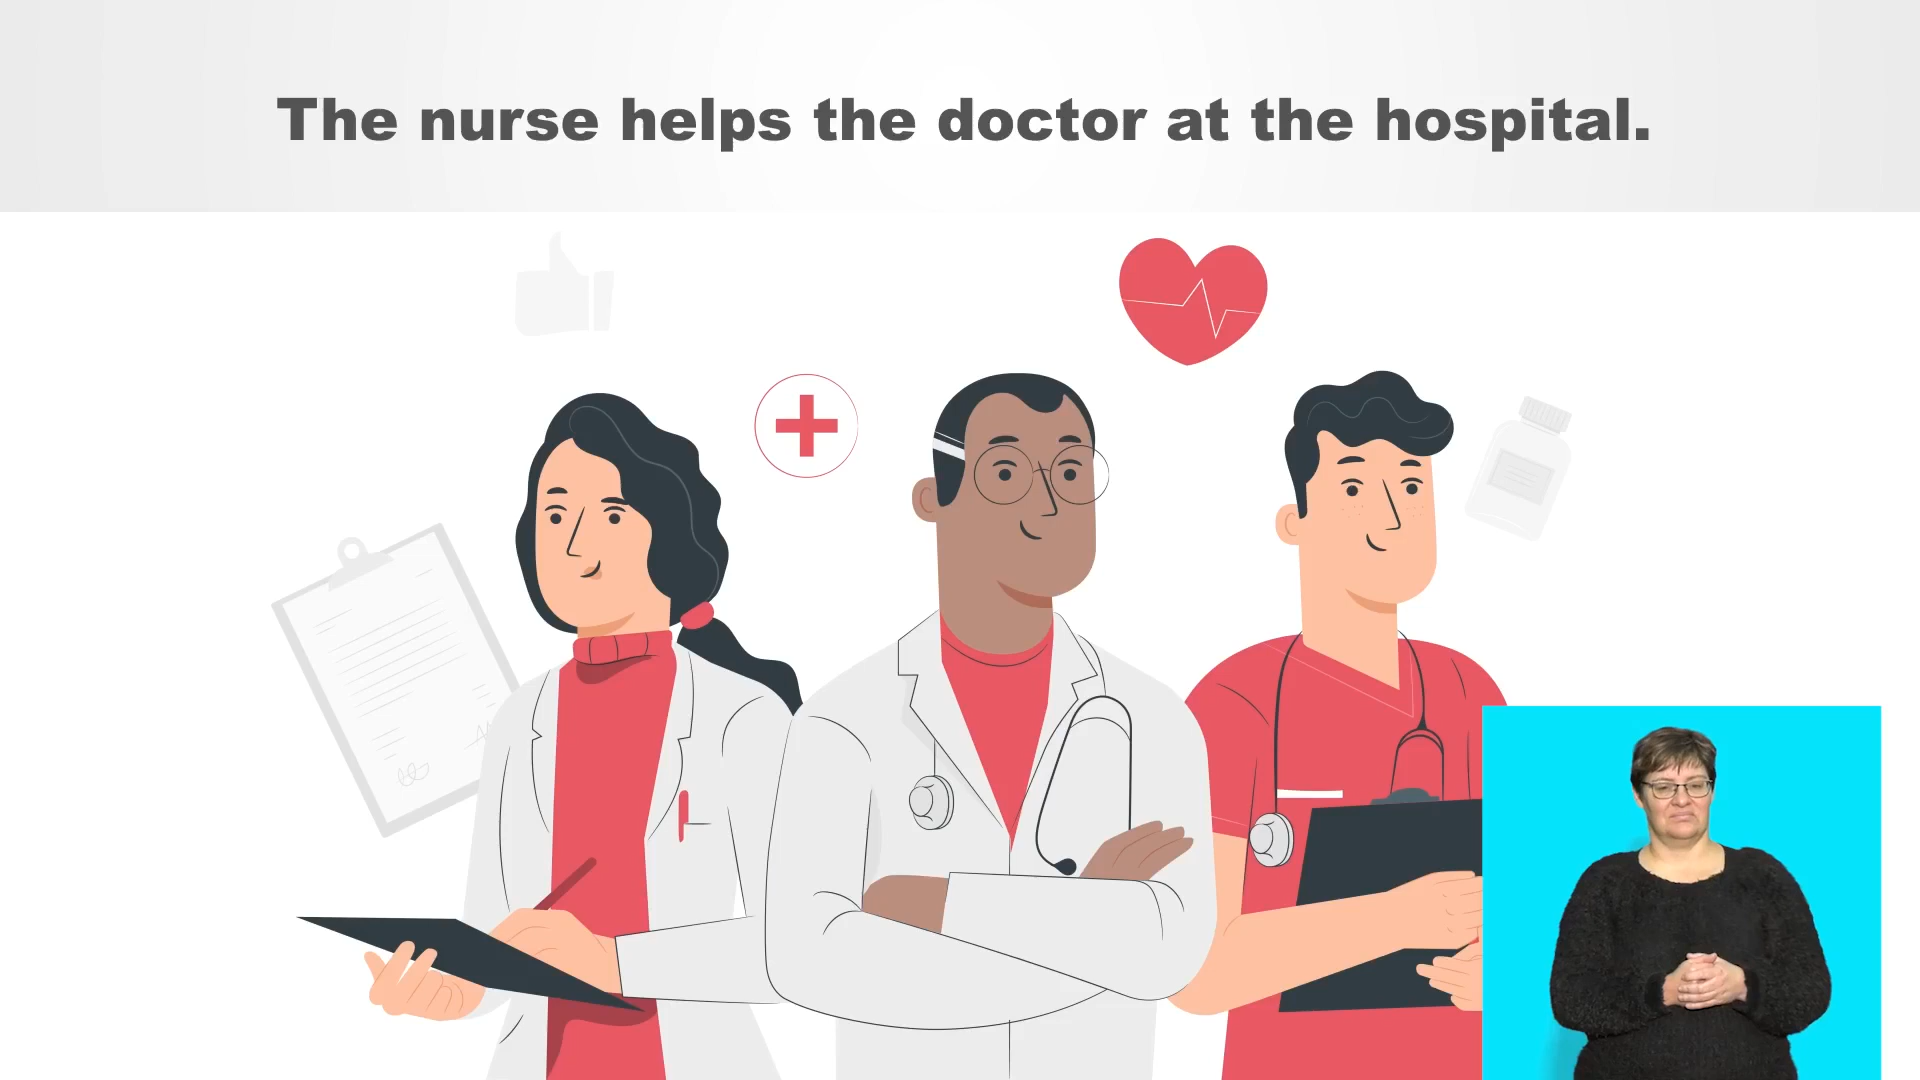 The nurse helps the doctor at the hospital.